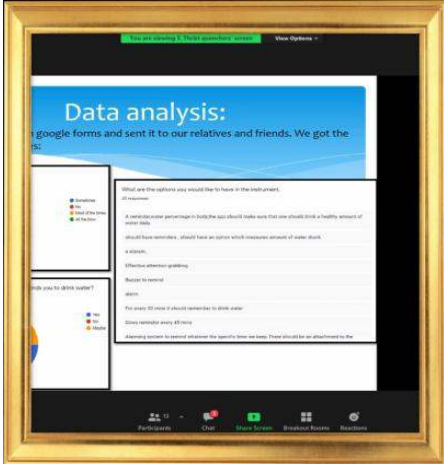 You are viewing 5. Thirst quenchers' screen
View Options
Data analysis:
google forms and sent it to our relatives and friends. We got the
es:
Sometimes
No
Most of the times
All the time
What are the options you would like to have in the instrument.
responses
A reminder,water percentage in body,the app should make sure that one should drink a healthy amount of
water daily
should have reminders , should have an option which measures amount of water drunk
Effective attention grabbing
Buzzer to remind
alarm
For every 30 mins it should remember to drink water
Gives reminder every 45 mins
Alarming system to remind whatever the specific time we keep.There should be an attachment to the
nds you to drink water?
Yes
No
Maybe
Participants
Chat
Share Screen
Breakout Rooms
Reactions